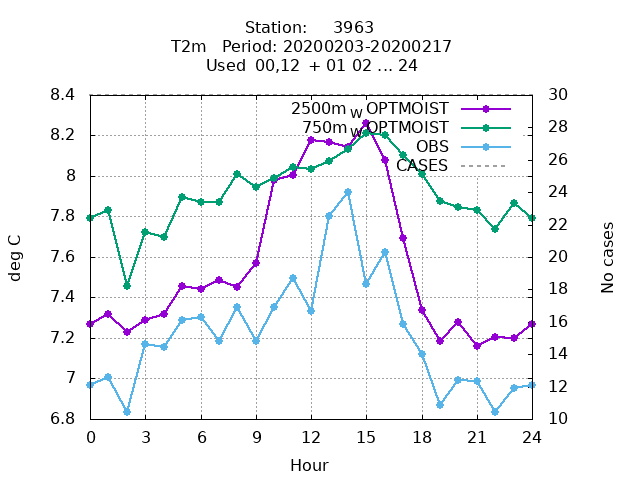 Station: 3963
T2m Period: 20200203-20200217
Used 00,12 + 01 02 ... 24
2500m W OPTMOIST
750m W OPTMOIST
OBS
CASES
8.4
8.2
8
7.8
7.6
7.4
7.2
7
6.8
deg C
30
28
26
24
22
20
18
16
14
12
10
No cases
0 3 6 9 12 15 18 21 24
Hour